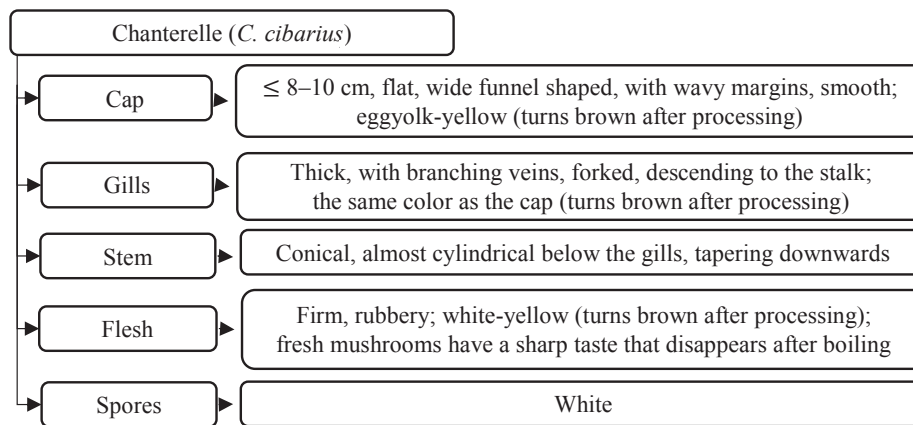 Chanterelle (C. cibarius)
Cap
≤ 8–10 cm, flat, wide funnel shaped, with wavy margins, smooth;
eggyolk-yellow (turns brown after processing)
Gills
Thick, with branching veins, forked, descending to the stalk;
the same color as the cap (turns brown after processing)
Stem
Conical, almost cylindrical below the gills, tapering downwards
Flesh
Firm, rubbery; white-yellow (turns brown after processing);
fresh mushrooms have a sharp taste that disappears after boiling
Spores
White